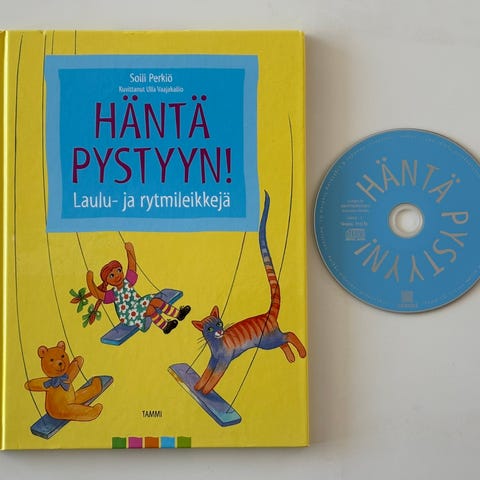 Soili Perkiö
Kuvittanut Ulla Vaajakallio
HÄNTÄ
PYSTYYN!
Laulu- ja rytmileikkejä
TAMMI
HÄNTÄ PYSTYYN!